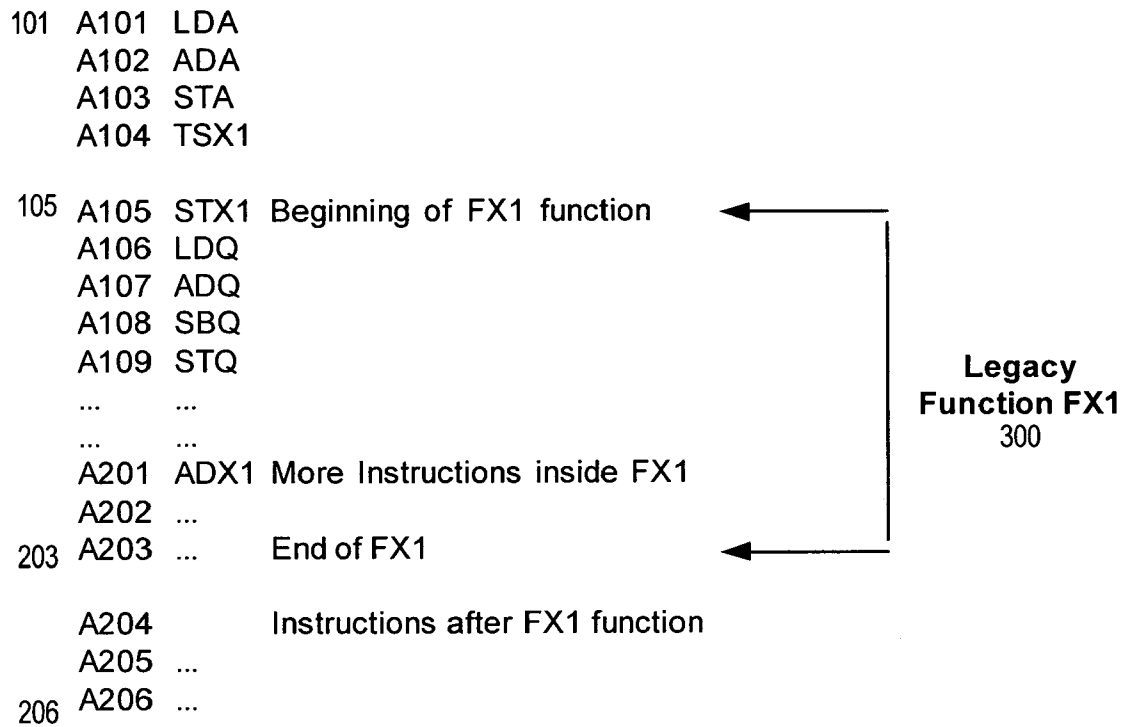 101 A101 LDA
A102 ADA
A103 STA
A104 TSX1
105 A105 STX1 Beginning of FX1 function
A106 LDQ
A107 ADQ
A108 SBQ
A109 STQ
... ...
... ...
A201 ADX1 More Instructions inside FX1
A202 ...
203 A203 ... End of FX1
A204 Instructions after FX1 function
A205 ...
206 A206 ...
Legacy
Function FX1
300